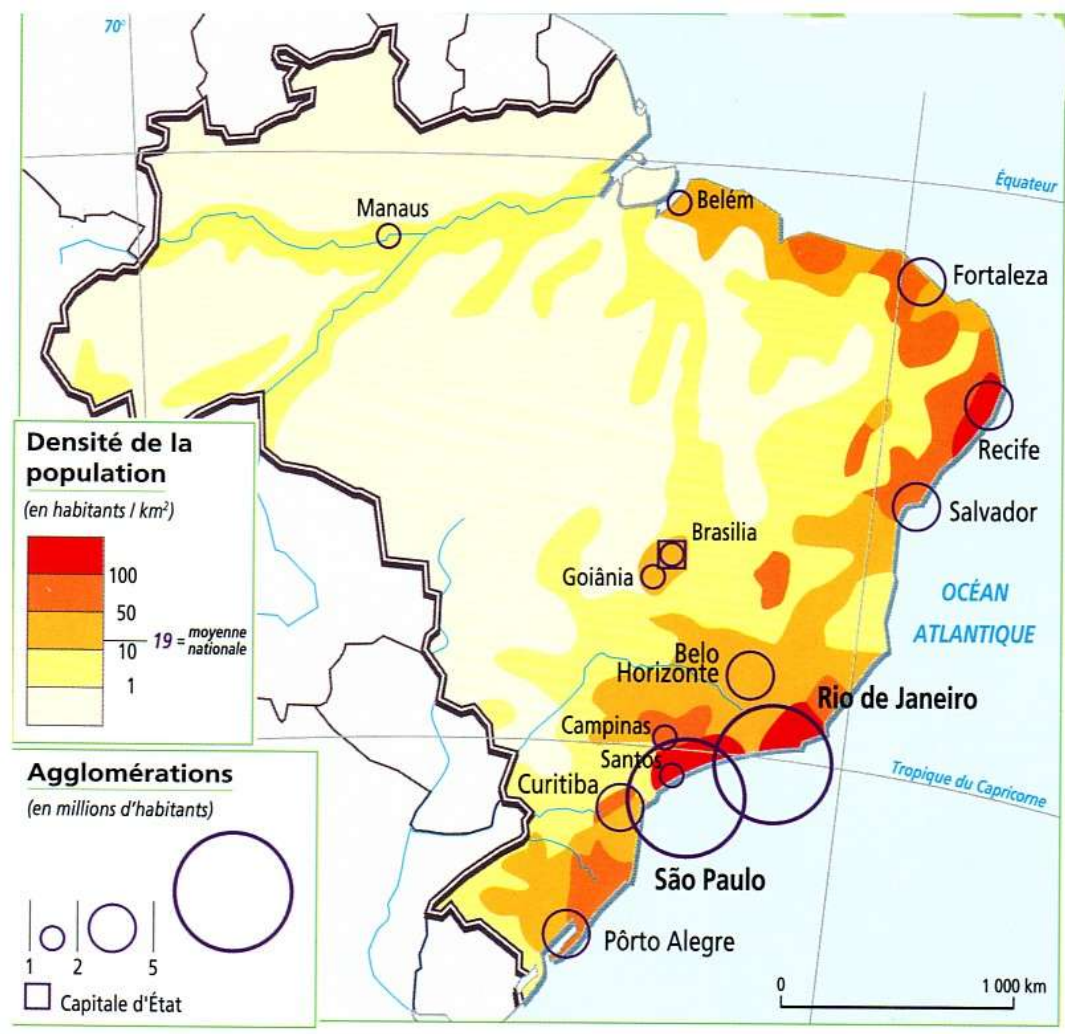 70°
Équateur
Manaus
Belém
Fortaleza
Recife
Salvador
Brasilia
Goiânia
OCÉAN
ATLANTIQUE
Belo
Horizonte
Rio de Janeiro
Campinas
Santos
Curitiba
Tropique du Capricorne
São Paulo
Pôrto Alegre
Densité de la
population
(en habitants / km²)
100
50
19 = moyenne
nationale
10
1
Agglomérations
(en millions d'habitants)
1 2 5
Capitale d'État
0 1 000 km